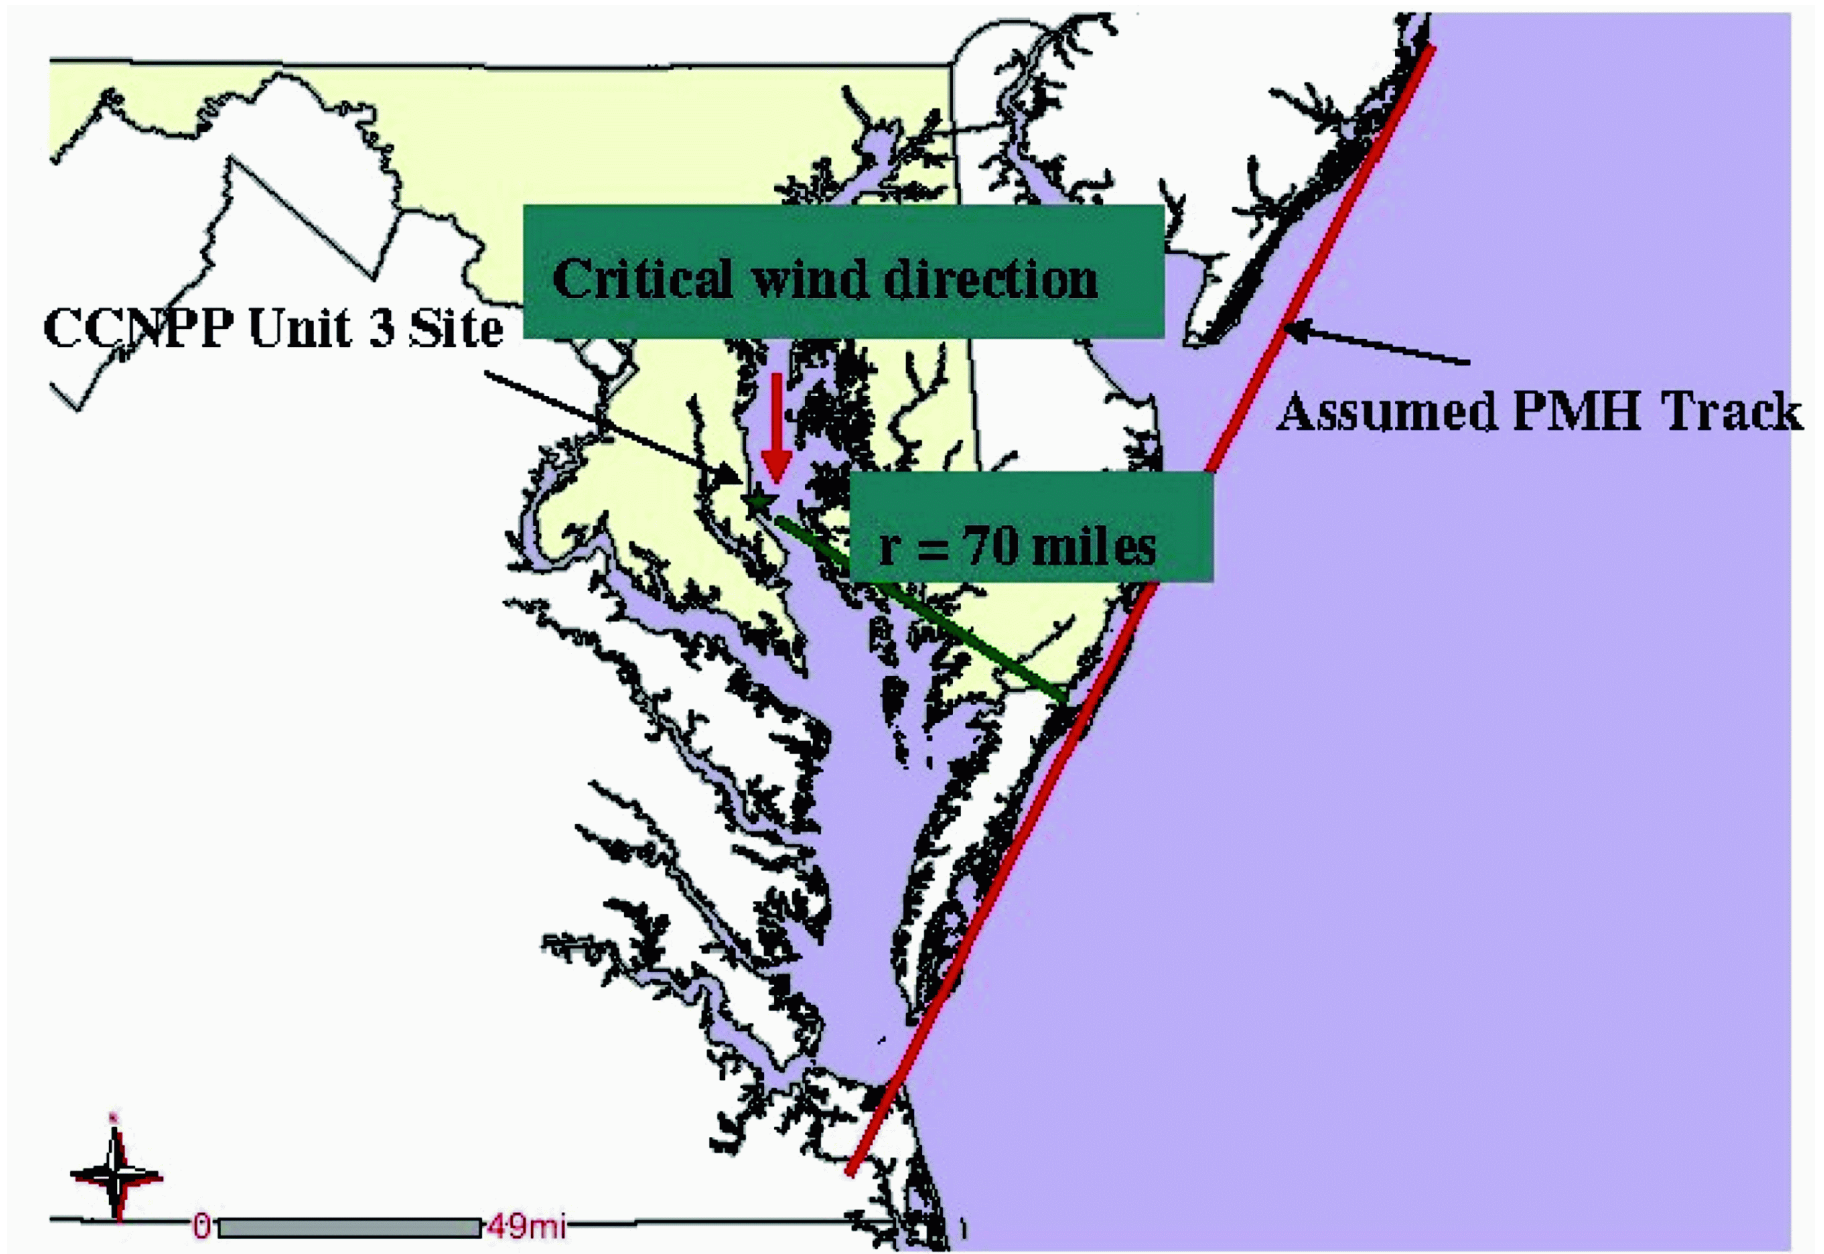 Critical wind direction
CCNPP Unit 3 Site
Assumed PMH Track
r = 70 miles
0 49mi